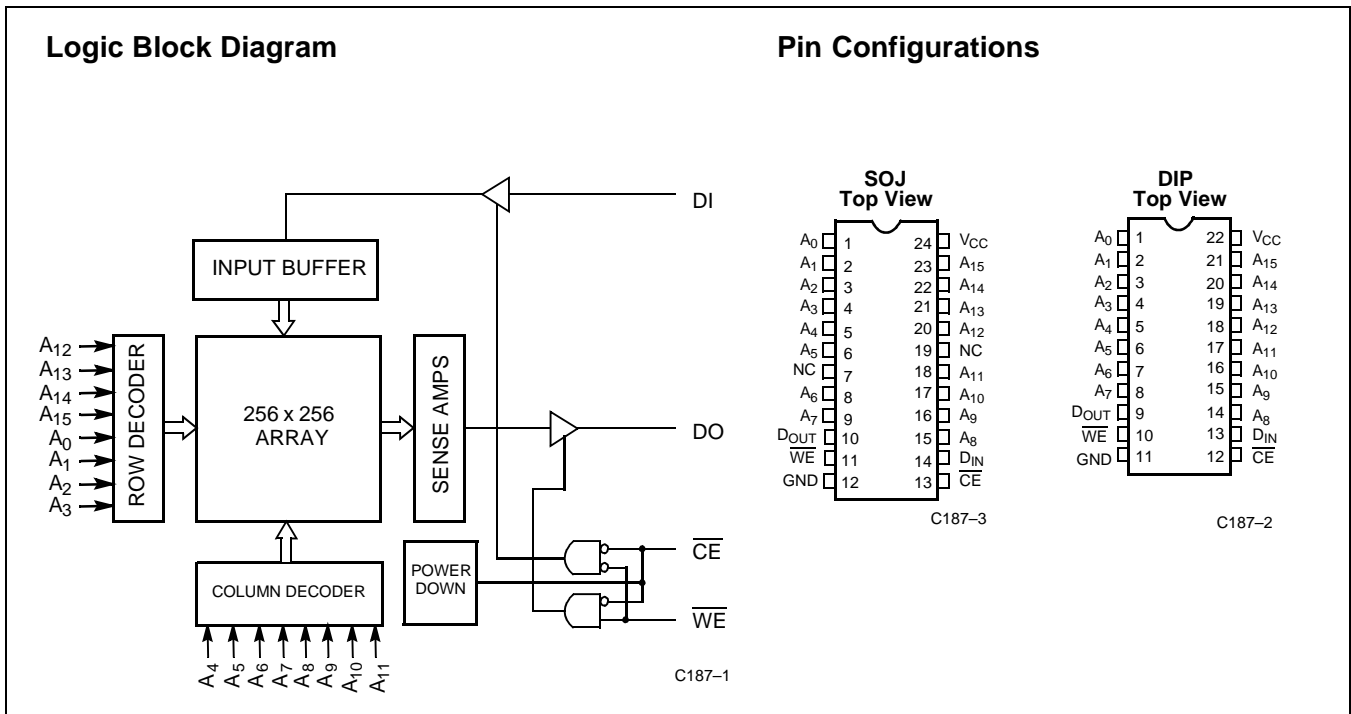 Logic Block Diagram
Pin Configurations
DI
INPUT BUFFER
A12
A13
A14
A15
A0
A1
A2
A3
ROW DECODER
256 x 256
ARRAY
SENSE AMPS
DO
POWER
DOWN
CE
WE
COLUMN DECODER
A4
A5
A6
A7
A8
A9
A10
A11
C187–1
SOJ
Top View
A0 1 24 VCC
A1 2 23 A15
A2 3 22 A14
A3 4 21 A13
A4 5 20 A12
A5 6 19 NC
NC 7 18 A11
A6 8 17 A10
A7 9 16 A9
DOUT 10 15 A8
WE 11 14 DIN
GND 12 13 CE
C187–3
DIP
Top View
A0 1 22 VCC
A1 2 21 A15
A2 3 20 A14
A3 4 19 A13
A4 5 18 A12
A5 6 17 A11
A6 7 16 A10
A7 8 15 A9
DOUT 9 14 A8
WE 10 13 DIN
GND 11 12 CE
C187–2